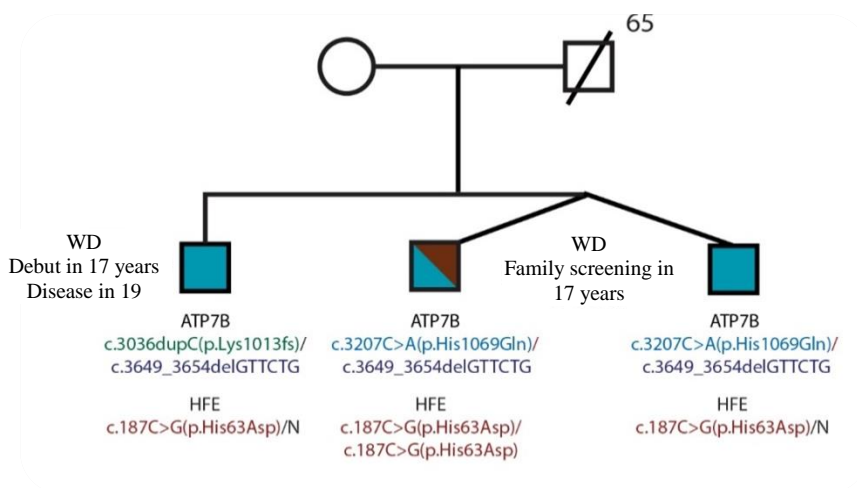 65
WD
Debut in 17 years
Disease in 19
WD
Family screening in
17 years
ATP7B
c.3036dupC(p.Lys1013fs)/
c.3649_3654delGTTCTG
HFE
c.187C>G(p.His63Asp)/N
ATP7B
c.3207C>A(p.His1069Gln)/
c.3649_3654delGTTCTG
HFE
c.187C>G(p.His63Asp)/
c.187C>G(p.His63Asp)
ATP7B
c.3207C>A(p.His1069Gln)/
c.3649_3654delGTTCTG
HFE
c.187C>G(p.His63Asp)/N